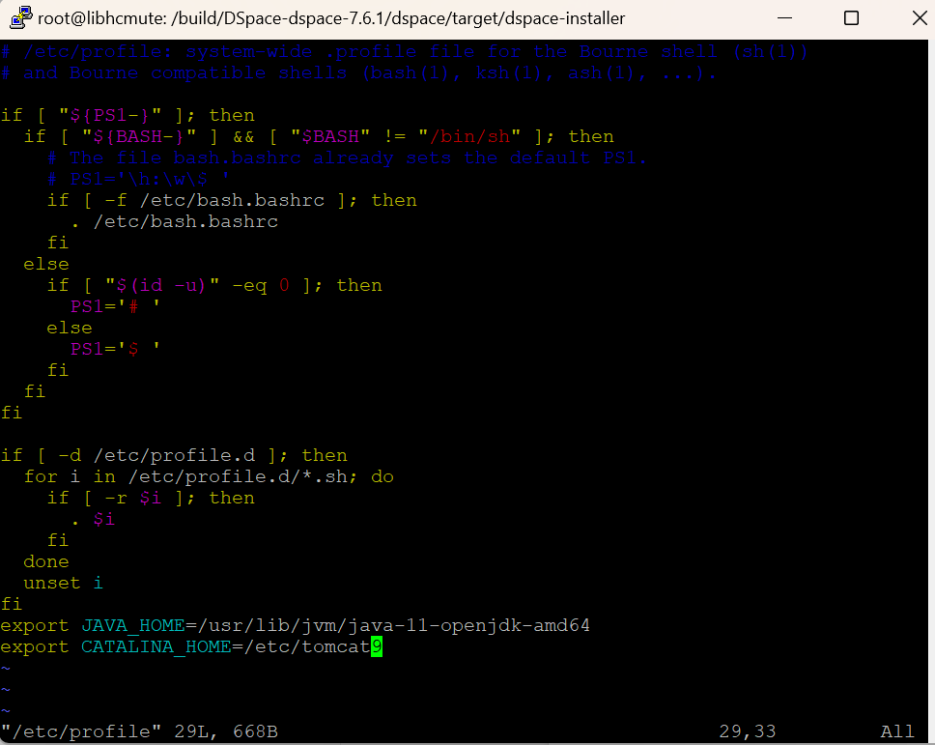 root@libhcmute: /build/DSpace-dspace-7.6.1/dspace/target/dspace-installer
# /etc/profile: system-wide .profile file for the Bourne shell (sh(1))
# and Bourne compatible shells (bash(1), ksh(1), ash(1), ...).
if [ "${PS1-}" ]; then
  if [ "${BASH-}" ] && [ "$BASH" != "/bin/sh" ]; then
    # The file bash.bashrc already sets the default PS1.
    # PS1='\h:\w\$ '
    if [ -f /etc/bash.bashrc ]; then
      . /etc/bash.bashrc
    fi
  else
    if [ "$(id -u)" -eq 0 ]; then
      PS1='# '
    else
      PS1='$ '
    fi
  fi
fi
if [ -d /etc/profile.d ]; then
  for i in /etc/profile.d/*.sh; do
    if [ -r $i ]; then
      . $i
    fi
  done
  unset i
fi
export JAVA_HOME=/usr/lib/jvm/java-11-openjdk-amd64
export CATALINA_HOME=/etc/tomcat9
~
~
~
"/etc/profile" 29L, 668B 29,33 All